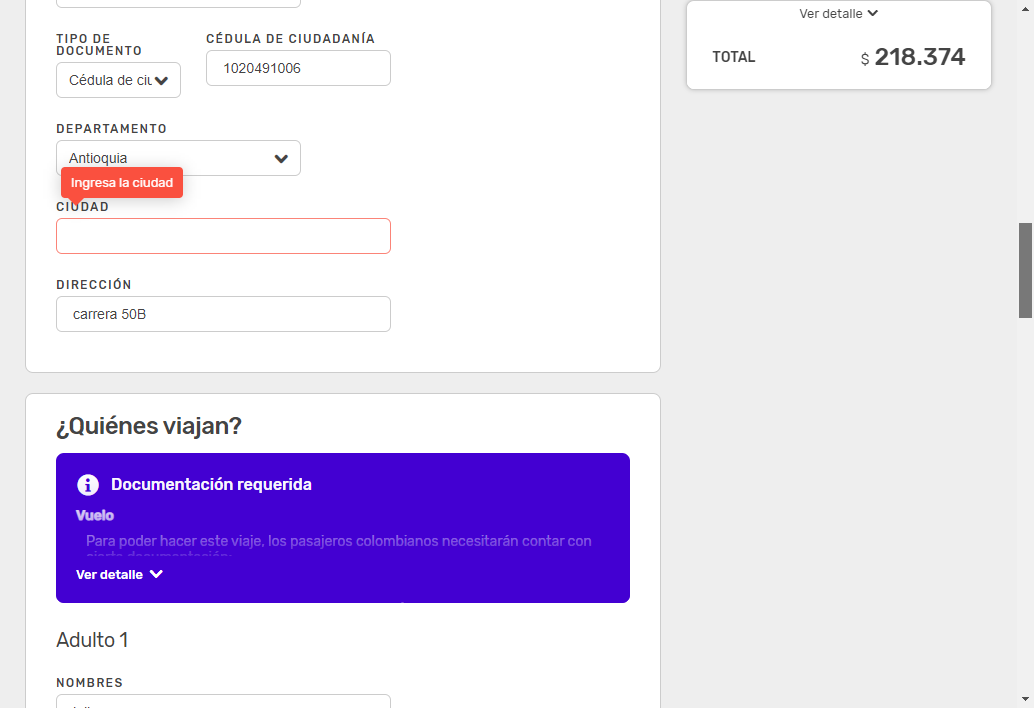 TIPO DE
DOCUMENTO
Cédula de ciu
CÉDULA DE CIUDADANÍA
1020491006
DEPARTAMENTO
Antioquia
Ingresa la ciudad
CIUDAD
DIRECCIÓN
carrera 50B
¿Quiénes viajan?
Documentación requerida
Vuelo
Para poder hacer este viaje, los pasajeros colombianos necesitarán contar con
cierta documentación:
Ver detalle
Adulto 1
NOMBRES
Ver detalle
TOTAL
$ 218.374